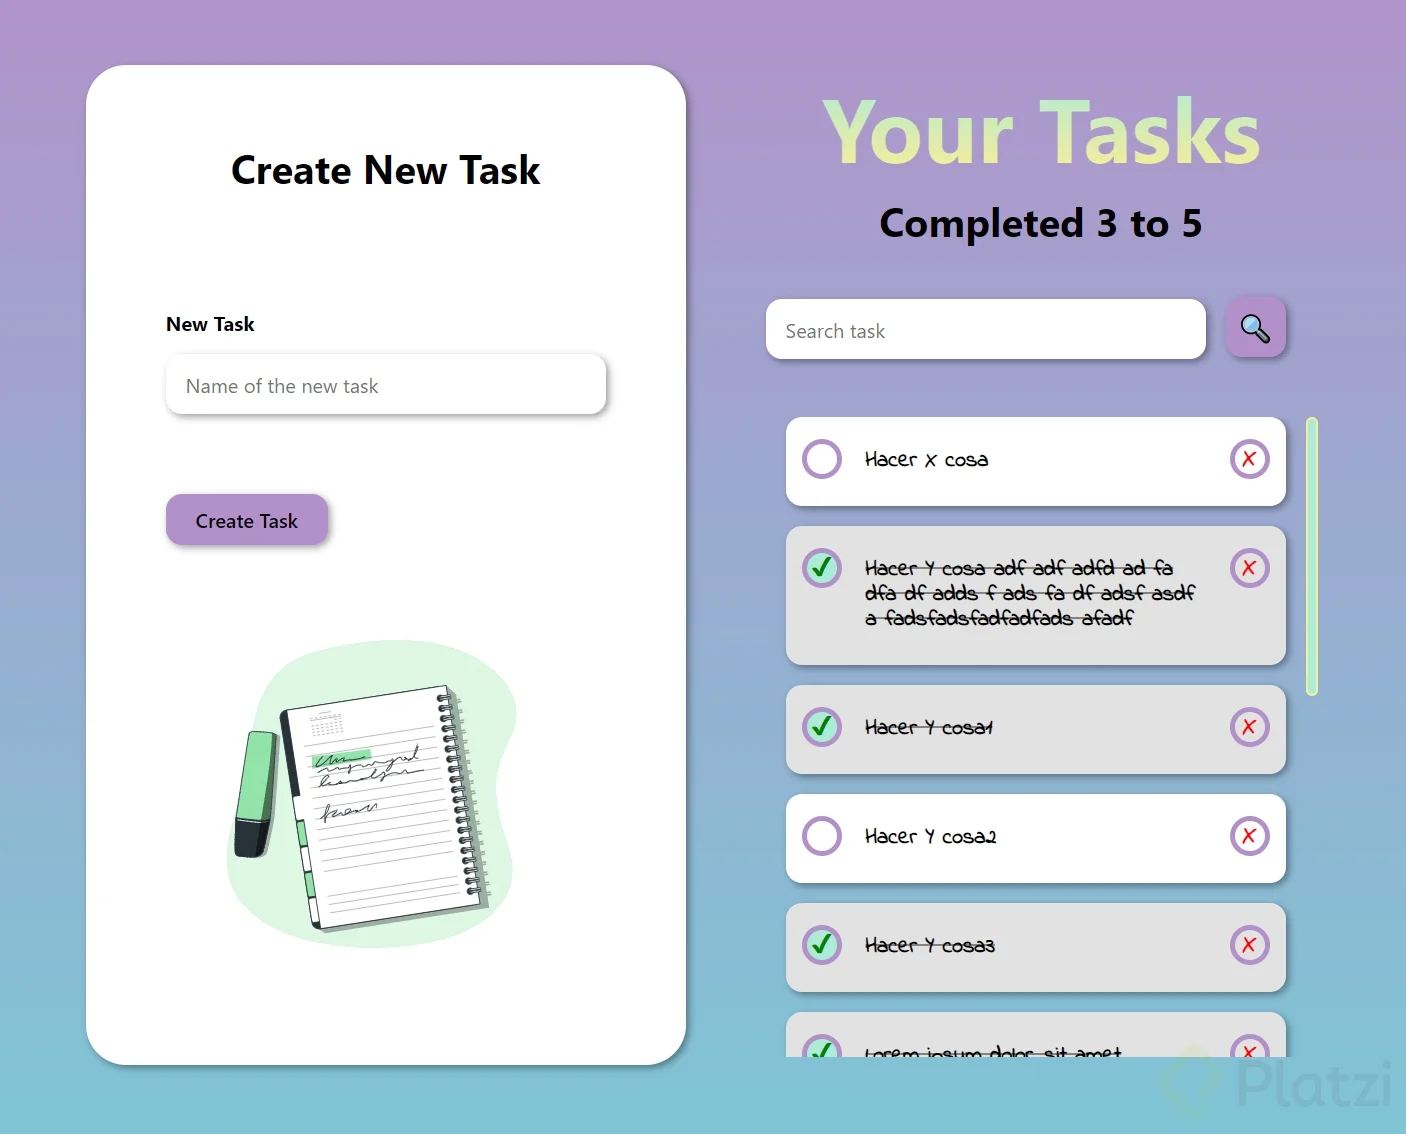 Create New Task
New Task
Name of the new task
Create Task
Your Tasks
Completed 3 to 5
Search task
Hacer X cosa
Hacer Y cosa adf adf adfd ad fa
dfa df adds f ads fa df adsf asdf
a fadsfadsfadfadfads afadf
Hacer Y cosa1
Hacer Y cosa2
Hacer Y cosa3
Lorem ipsum dolor sit amet
Platzi